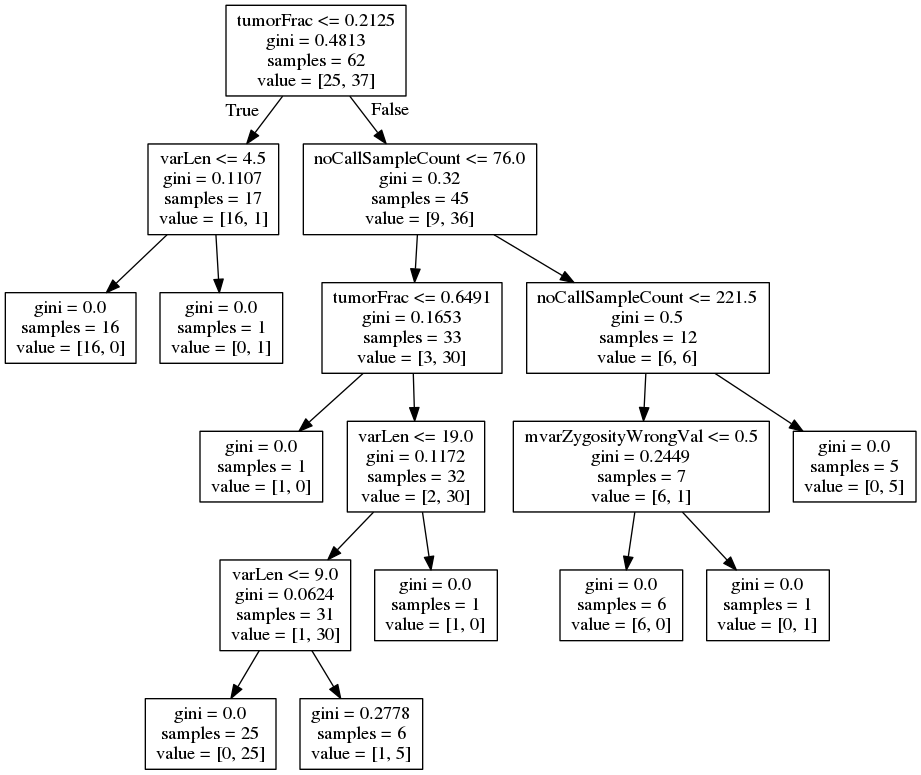 tumorFrac <= 0.2125
gini = 0.4813
samples = 62
value = [25, 37]
True
False
varLen <= 4.5
gini = 0.1107
samples = 17
value = [16, 1]
noCallSampleCount <= 76.0
gini = 0.32
samples = 45
value = [9, 36]
gini = 0.0
samples = 16
value = [16, 0]
gini = 0.0
samples = 1
value = [0, 1]
tumorFrac <= 0.6491
gini = 0.1653
samples = 33
value = [3, 30]
noCallSampleCount <= 221.5
gini = 0.5
samples = 12
value = [6, 6]
gini = 0.0
samples = 1
value = [1, 0]
varLen <= 19.0
gini = 0.1172
samples = 32
value = [2, 30]
mvarZygosityWrongVal <= 0.5
gini = 0.2449
samples = 7
value = [6, 1]
gini = 0.0
samples = 5
value = [0, 5]
varLen <= 9.0
gini = 0.0624
samples = 31
value = [1, 30]
gini = 0.0
samples = 1
value = [1, 0]
gini = 0.0
samples = 6
value = [6, 0]
gini = 0.0
samples = 1
value = [0, 1]
gini = 0.0
samples = 25
value = [0, 25]
gini = 0.2778
samples = 6
value = [1, 5]